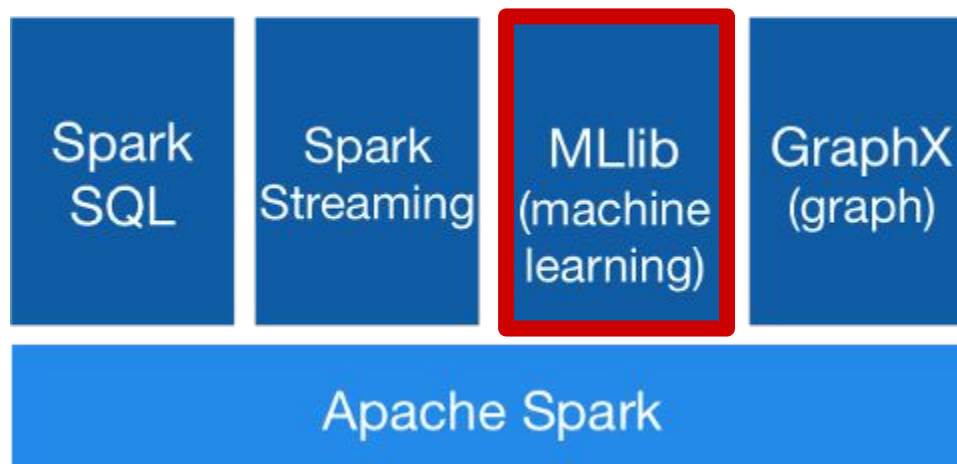 Spark
SQL
Spark
Streaming
MLlib
(machine
learning)
GraphX
(graph)
Apache Spark